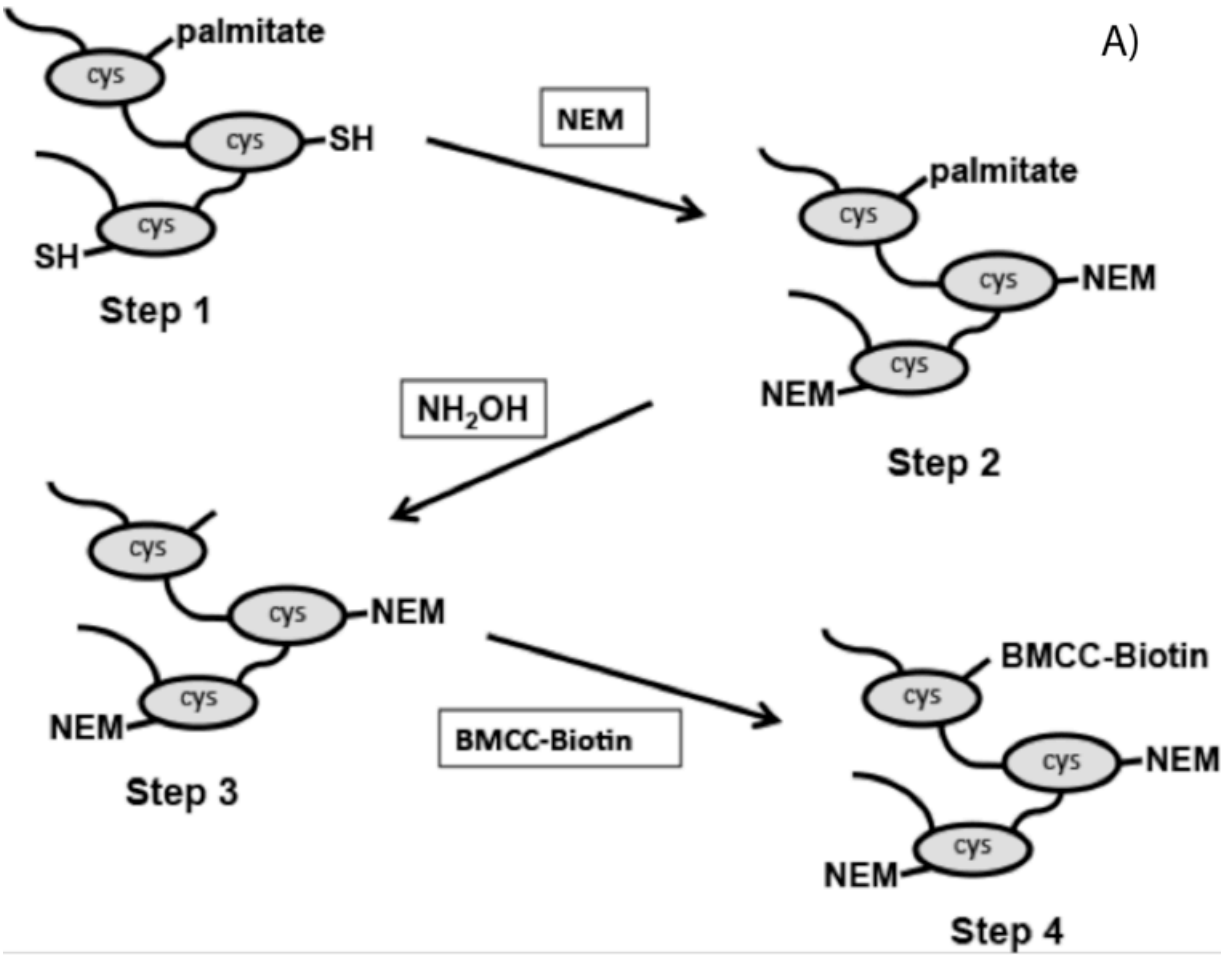 A)
palmitate
cys
cys
SH
cys
SH
Step 1
NEM
palmitate
cys
cys
NEM
cys
NEM
Step 2
NH₂OH
cys
cys
NEM
cys
NEM
Step 3
BMCC-Biotin
BMCC-Biotin
cys
cys
NEM
cys
NEM
Step 4